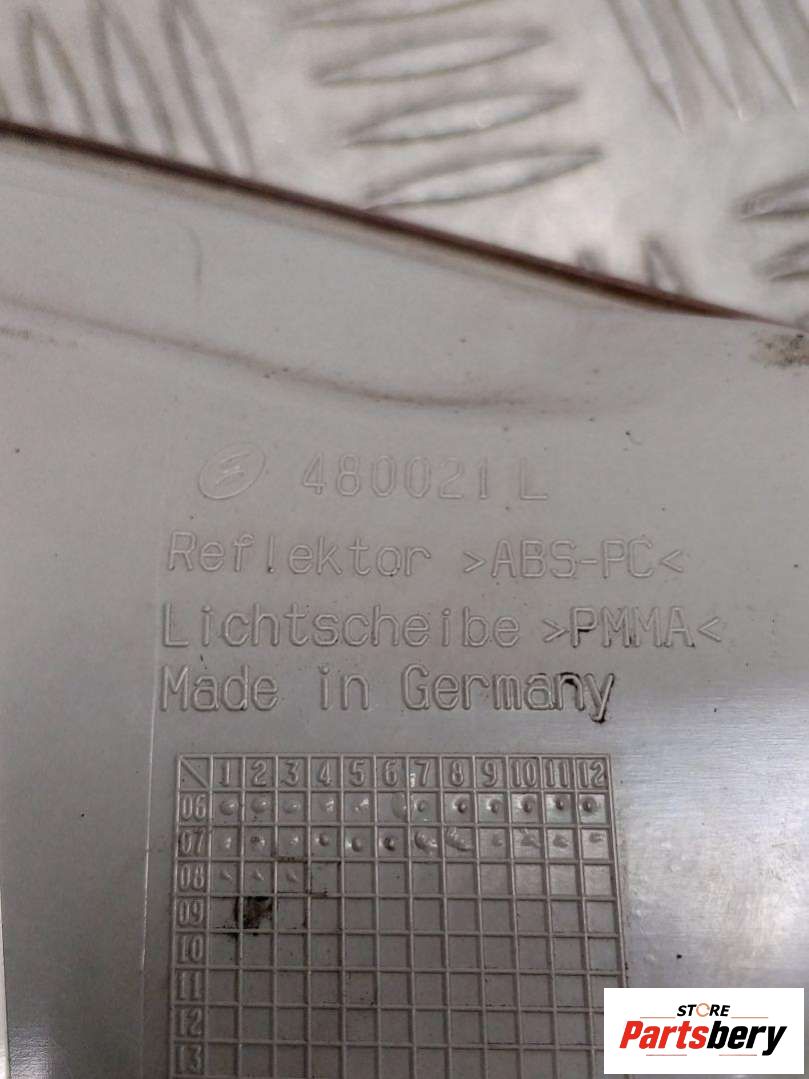 480021 L
Reflektor >ABS-PC<
Lichtscheibe >PMMA<
Made in Germany
1 2 3 4 5 6 7 8 9 10 11 12
06
07
08
09
10
11
12
13
STORE
Partsbery